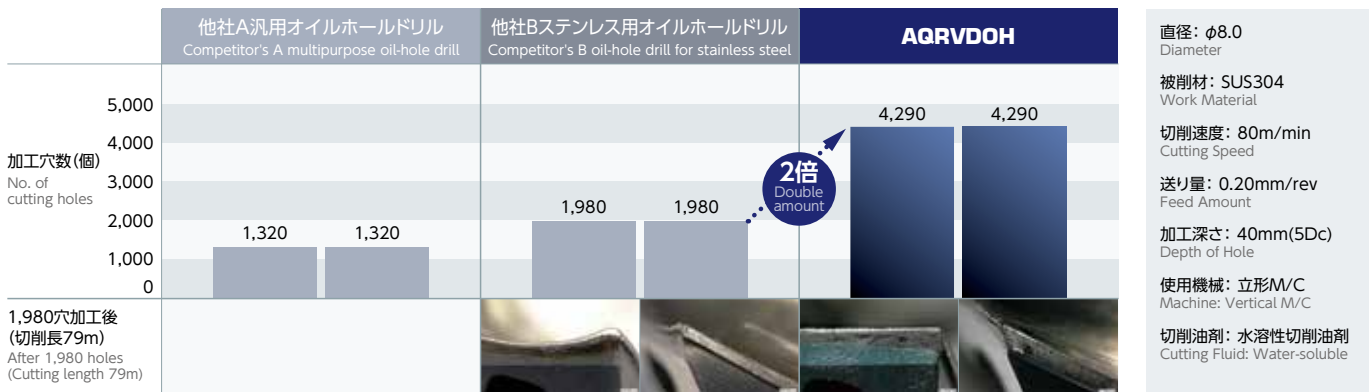 他社A汎用オイルホールドリル
Competitor's A multipurpose oil-hole drill
他社Bステンレス用オイルホールドリル
Competitor's B oil-hole drill for stainless steel
AQRVDOH
加工穴数(個)
No. of
cutting holes
5,000
4,000
3,000
2,000
1,000
0
1,320
1,320
1,980
1,980
2倍
Double
amount
4,290
4,290
1,980穴加工後
(切削長79m)
After 1,980 holes
(Cutting length 79m)
直径：φ8.0
Diameter
被削材：SUS304
Work Material
切削速度：80m/min
Cutting Speed
送り量：0.20mm/rev
Feed Amount
加工深さ：40mm(5Dc)
Depth of Hole
使用機械：立形M/C
Machine: Vertical M/C
切削油剤：水溶性切削油剤
Cutting Fluid: Water-soluble